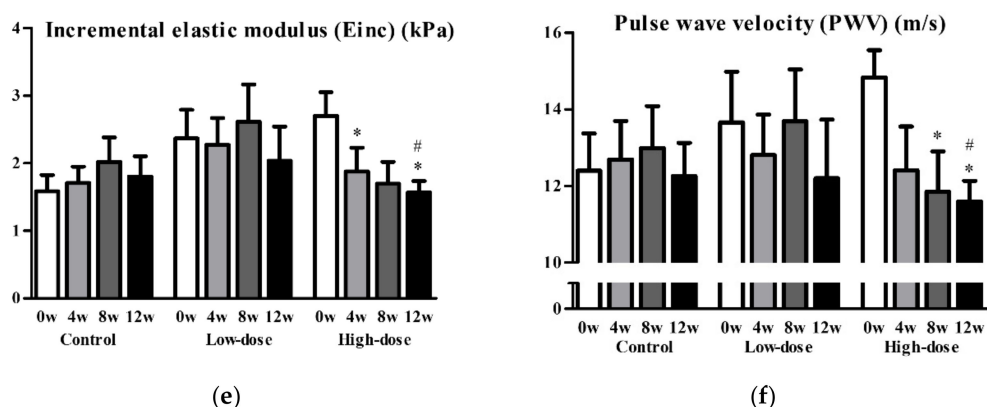 Incremental elastic modulus (Einc) (kPa)
4
3
2
1
0
*
#
*
0w 4w 8w 12w 0w 4w 8w 12w 0w 4w 8w 12w
Control Low-dose High-dose
(e)
Pulse wave velocity (PWV) (m/s)
16
14
12
10
0
*
#
*
0w 4w 8w 12w 0w 4w 8w 12w 0w 4w 8w 12w
Control Low-dose High-dose
(f)